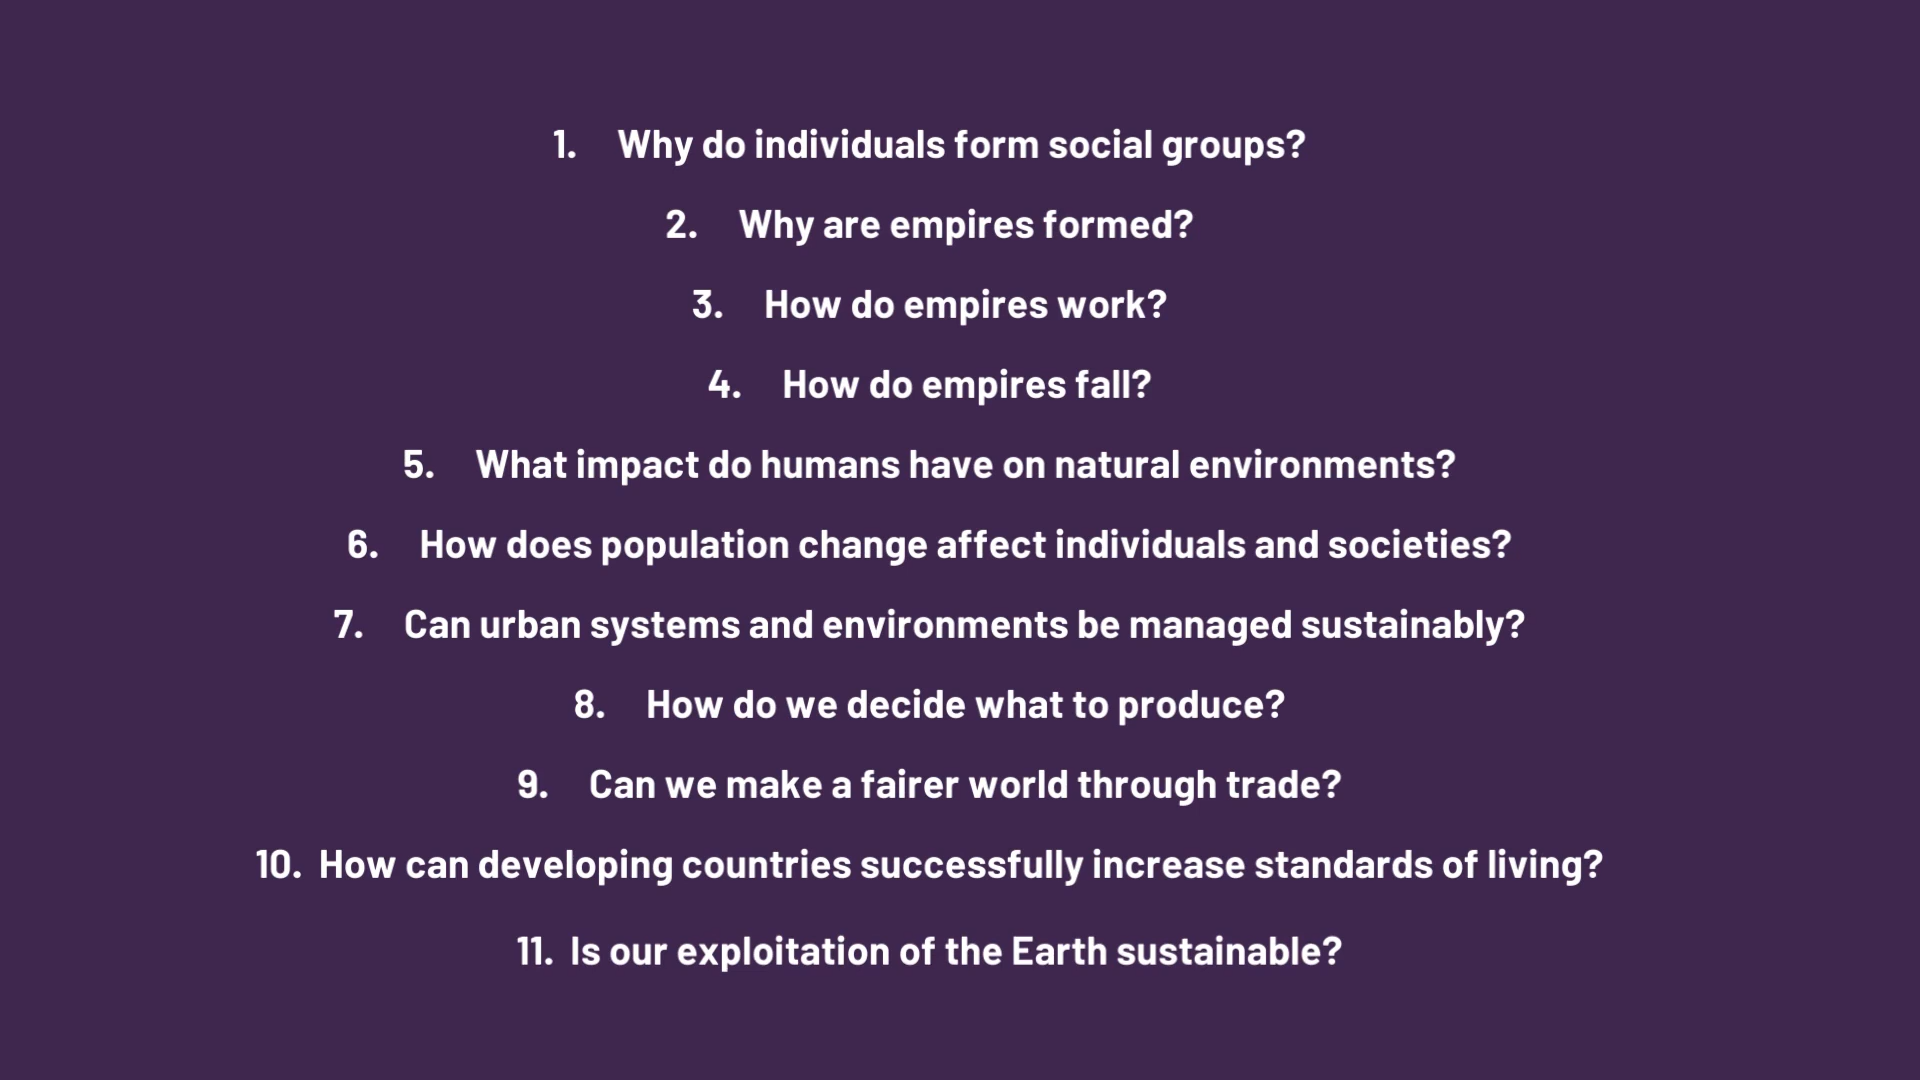 1. Why do individuals form social groups?
2. Why are empires formed?
3. How do empires work?
4. How do empires fall?
5. What impact do humans have on natural environments?
6. How does population change affect individuals and societies?
7. Can urban systems and environments be managed sustainably?
8. How do we decide what to produce?
9. Can we make a fairer world through trade?
10. How can developing countries successfully increase standards of living?
11. Is our exploitation of the Earth sustainable?